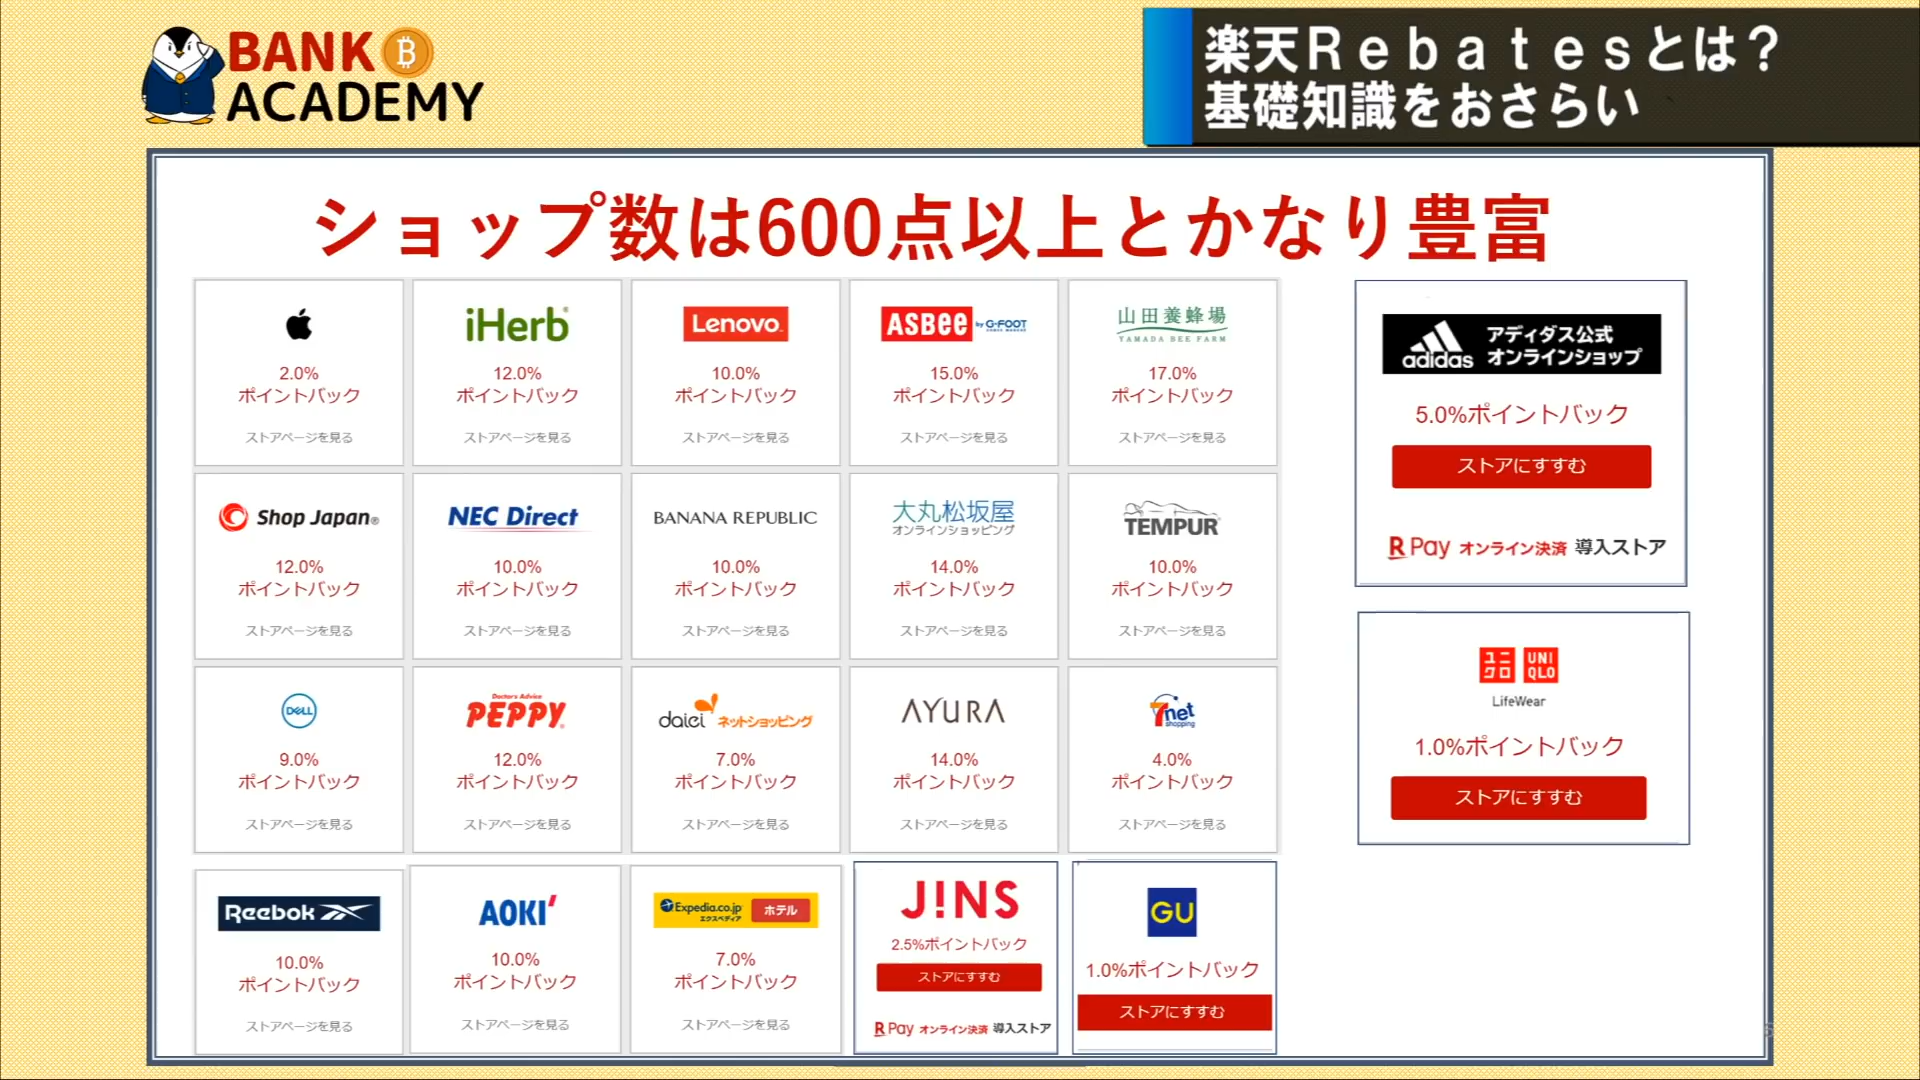 BANK
ACADEMY
楽天Rebatesとは?
基礎知識をおさらい
ショップ数は600点以上とかなり豊富
2.0%
ポイントバック
ストアページを見る
iHerb
12.0%
ポイントバック
ストアページを見る
Lenovo
10.0%
ポイントバック
ストアページを見る
ASBee by G-FOOT
15.0%
ポイントバック
ストアページを見る
山田養蜂場
YAMADA BEE FARM
17.0%
ポイントバック
ストアページを見る
adidas アディダス公式
オンラインショップ
5.0%ポイントバック
ストアにすすむ
R Pay オンライン決済 導入ストア
Shop Japan®
12.0%
ポイントバック
ストアページを見る
NEC Direct
10.0%
ポイントバック
ストアページを見る
BANANA REPUBLIC
10.0%
ポイントバック
ストアページを見る
大丸松坂屋
オンラインショッピング
14.0%
ポイントバック
ストアページを見る
TEMPUR
10.0%
ポイントバック
ストアページを見る
ユニクロ UNIQLO
LifeWear
1.0%ポイントバック
ストアにすすむ
DELL
9.0%
ポイントバック
ストアページを見る
Doctor's Advice
PEPPY
12.0%
ポイントバック
ストアページを見る
daiei ネットショッピング
7.0%
ポイントバック
ストアページを見る
AYURA
14.0%
ポイントバック
ストアページを見る
7net
shopping
4.0%
ポイントバック
ストアページを見る
Reebok
10.0%
ポイントバック
ストアページを見る
AOKI
10.0%
ポイントバック
ストアページを見る
Expedia.co.jp ホテル
エクスペディア
7.0%
ポイントバック
ストアページを見る
J!NS
2.5%ポイントバック
ストアにすすむ
R Pay オンライン決済 導入ストア
GU
1.0%ポイントバック
ストアにすすむ